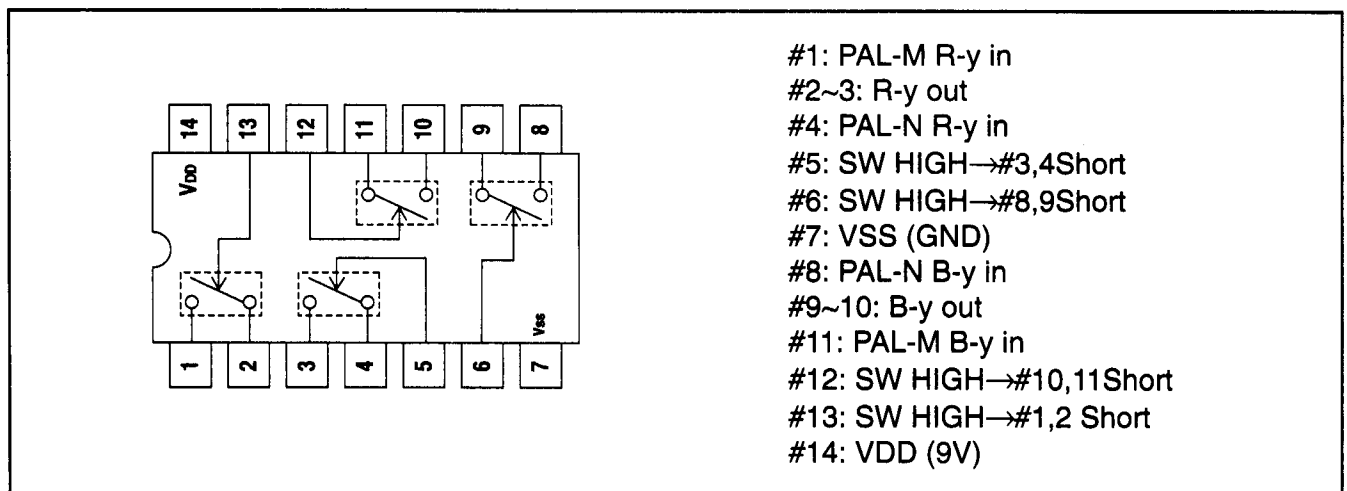 14 13 12 11 10 9 8
VDD
Vss
1 2 3 4 5 6 7
#1: PAL-M R-y in
#2~3: R-y out
#4: PAL-N R-y in
#5: SW HIGH→#3,4Short
#6: SW HIGH→#8,9Short
#7: VSS (GND)
#8: PAL-N B-y in
#9~10: B-y out
#11: PAL-M B-y in
#12: SW HIGH→#10,11Short
#13: SW HIGH→#1,2 Short
#14: VDD (9V)